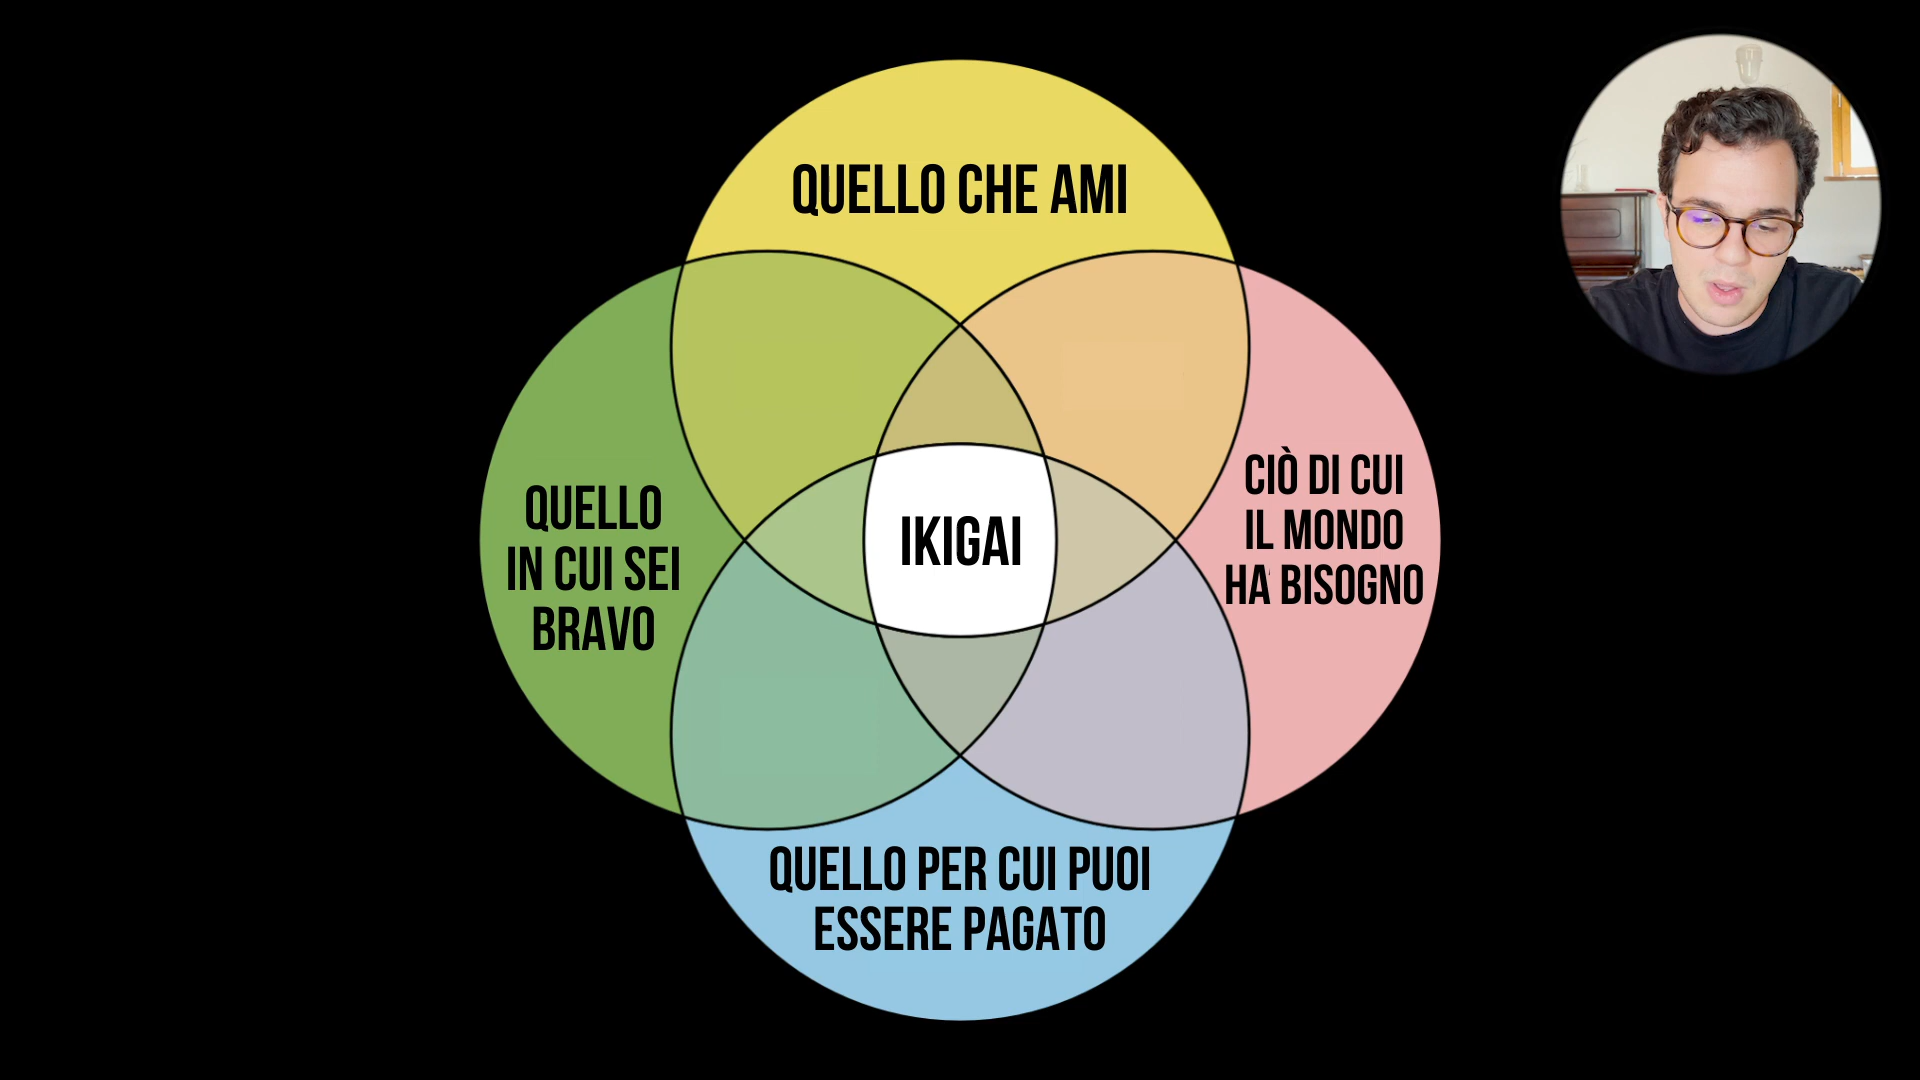 QUELLO CHE AMI
QUELLO
IN CUI SEI
BRAVO
IKIGAI
CIÒ DI CUI
IL MONDO
HA BISOGNO
QUELLO PER CUI PUOI
ESSERE PAGATO